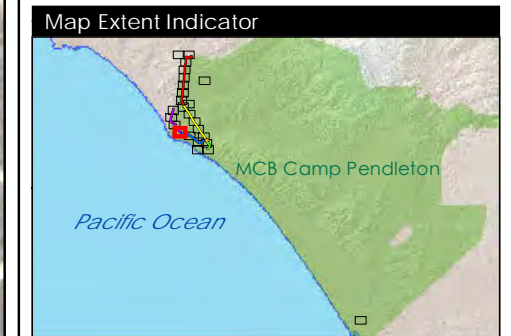 Map Extent Indicator
MCB Camp Pendleton
Pacific Ocean